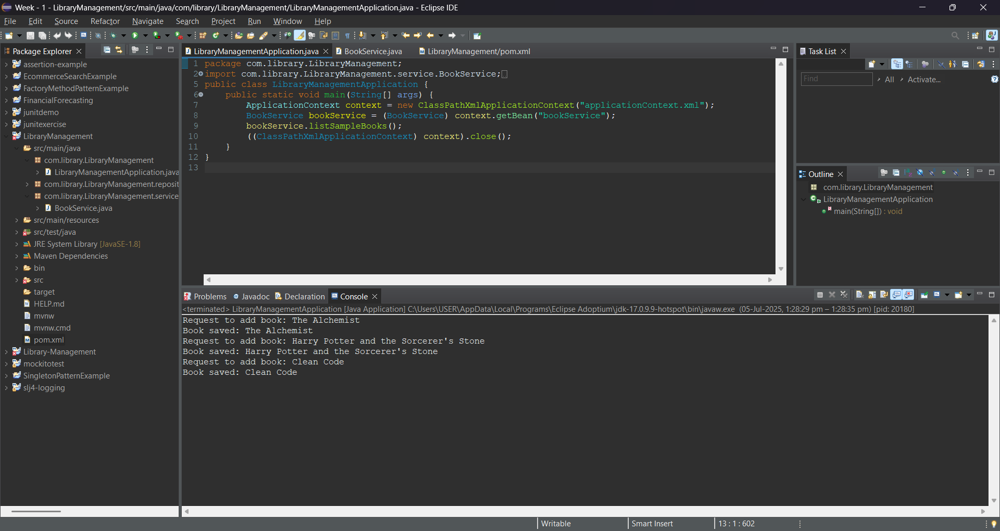 Week - 1 - LibraryManagement/src/main/java/com/library/LibraryManagement/LibraryManagementApplication.java - Eclipse IDE
File Edit Source Refactor Navigate Search Project Run Window Help
Package Explorer
assertion-example
EcommerceSearchExample
FactoryMethodPatternExample
FinancialForecasting
junitdemo
junitexercise
LibraryManagement
src/main/java
com.library.LibraryManagement
LibraryManagementApplication.java
com.library.LibraryManagement.reposit
com.library.LibraryManagement.service
BookService.java
src/main/resources
src/test/java
JRE System Library [JavaSE-1.8]
Maven Dependencies
bin
src
target
HELP.md
mvnw
mvnw.cmd
pom.xml
Library-Management
mockitotest
SingletonPatternExample
slj4-logging
LibraryManagementApplication.java BookService.java LibraryManagement/pom.xml
1 package com.library.LibraryManagement;
2 import com.library.LibraryManagement.service.BookService;
5 public class LibraryManagementApplication {
6 public static void main(String[] args) {
7 ApplicationContext context = new ClassPathXmlApplicationContext("applicationContext.xml");
8 BookService bookService = (BookService) context.getBean("bookService");
9 bookService.listSampleBooks();
10 ((ClassPathXmlApplicationContext) context).close();
11 }
12 }
13
Task List
Find All Activate...
Outline
com.library.LibraryManagement
LibraryManagementApplication
main(String[]) : void
Problems Javadoc Declaration Console
<terminated> LibraryManagementApplication [Java Application] C:\Users\USER\AppData\Local\Programs\Eclipse Adoptium\jdk-17.0.9.9-hotspot\bin\javaw.exe (05-Jul-2025, 1:28:29 pm – 1:28:35 pm) [pid: 20180]
Request to add book: The Alchemist
Book saved: The Alchemist
Request to add book: Harry Potter and the Sorcerer's Stone
Book saved: Harry Potter and the Sorcerer's Stone
Request to add book: Clean Code
Book saved: Clean Code
Writable Smart Insert 13 : 1 : 602